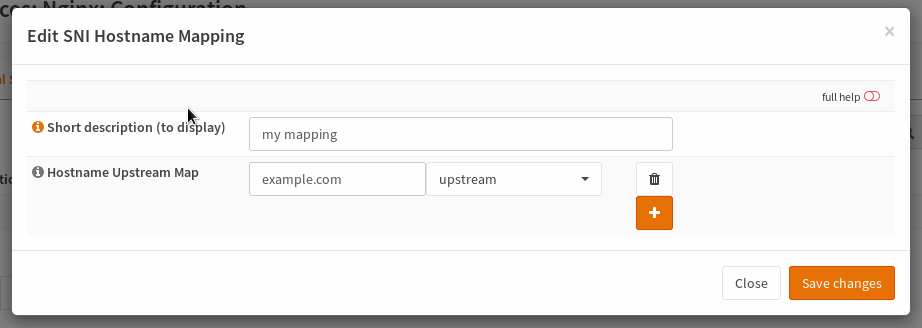 ces: Nginx: Configuration
Edit SNI Hostname Mapping
×
full help
Short description (to display)
my mapping
Hostname Upstream Map
example.com
upstream
+
Close
Save changes